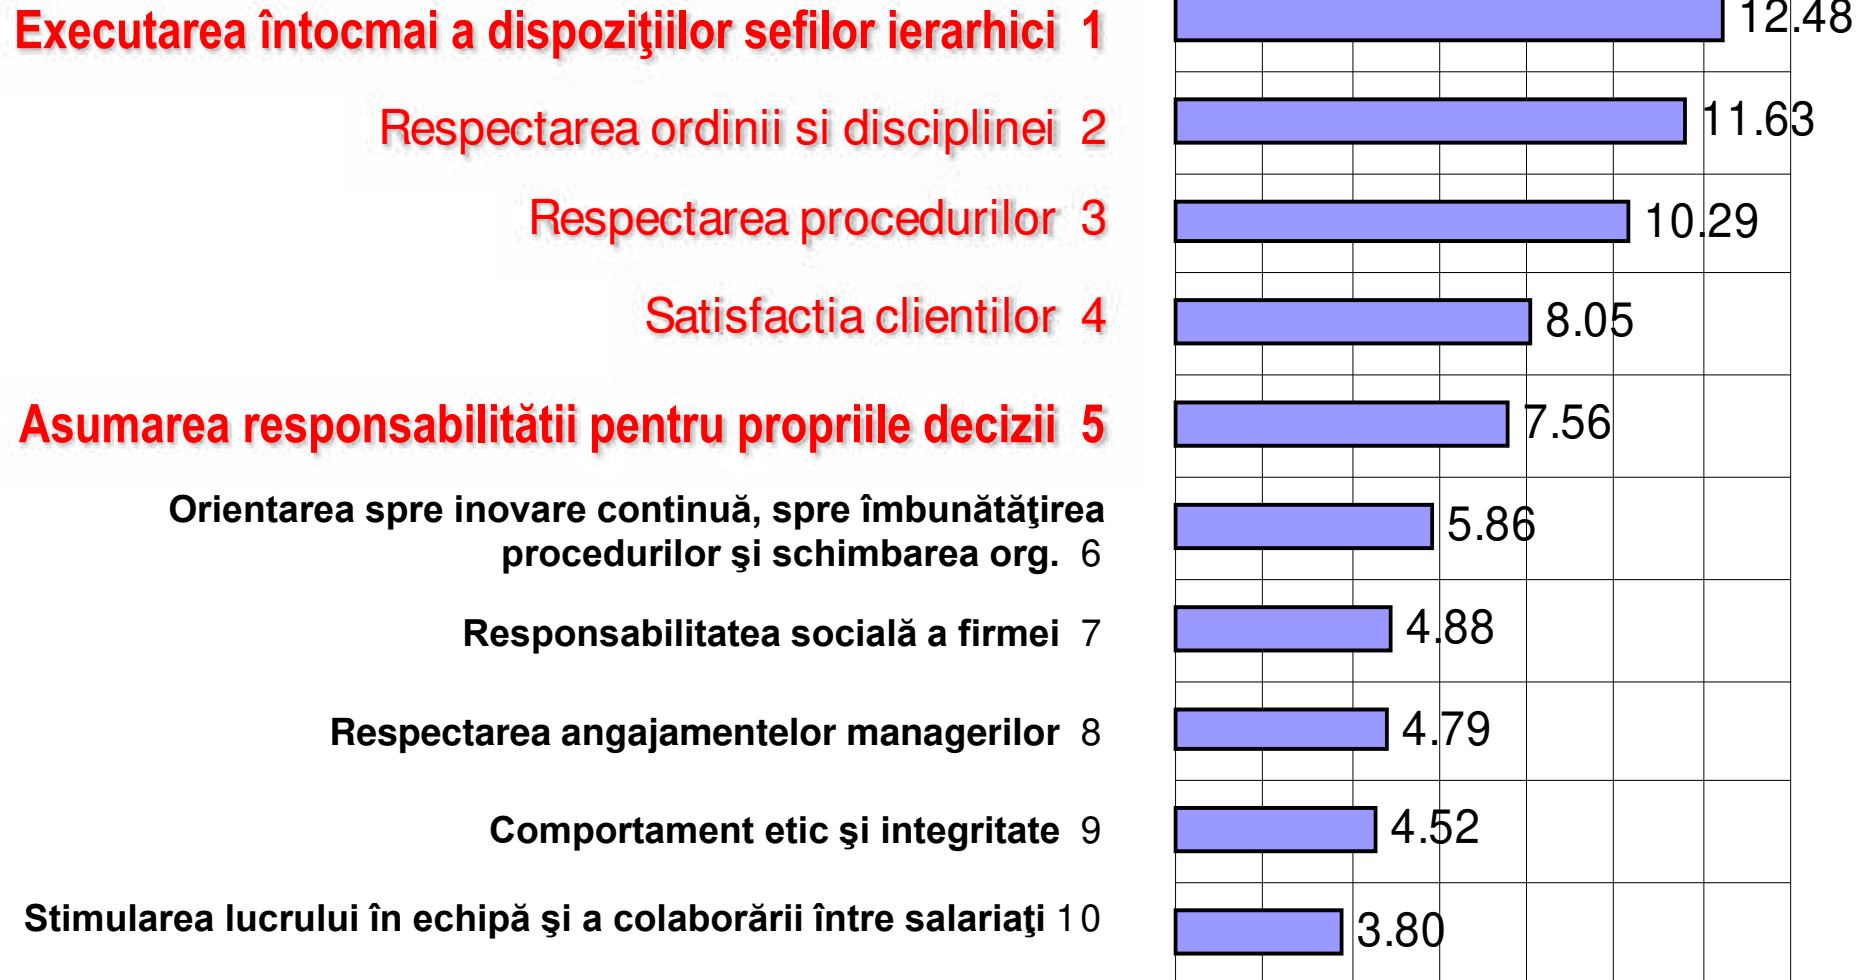 Executarea întocmai a dispoziţiilor sefilor ierarhici 1 12.48
Respectarea ordinii si disciplinei 2 11.63
Respectarea procedurilor 3 10.29
Satisfactia clientilor 4 8.05
Asumarea responsabilitătii pentru propriile decizii 5 7.56
Orientarea spre inovare continuă, spre îmbunătăţirea
procedurilor şi schimbarea org. 6 5.86
Responsabilitatea socială a firmei 7 4.88
Respectarea angajamentelor managerilor 8 4.79
Comportament etic şi integritate 9 4.52
Stimularea lucrului în echipă şi a colaborării între salariaţi 10 3.80